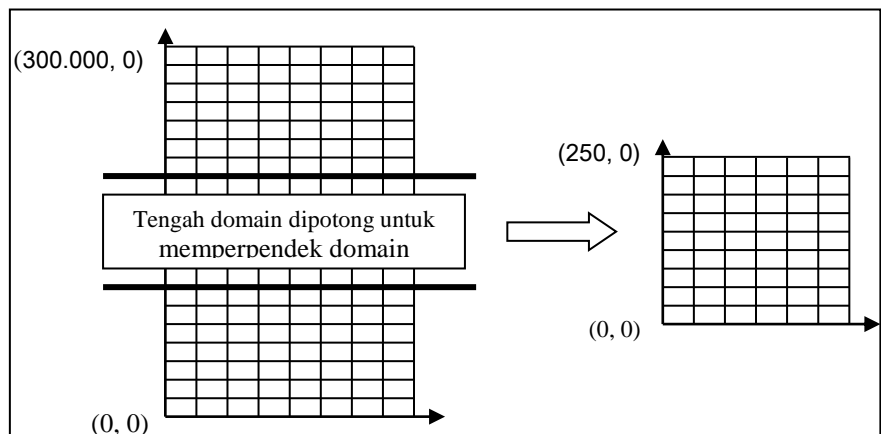 (300.000, 0)
Tengah domain dipotong untuk
memperpendek domain
(0, 0)
(250, 0)
(0, 0)